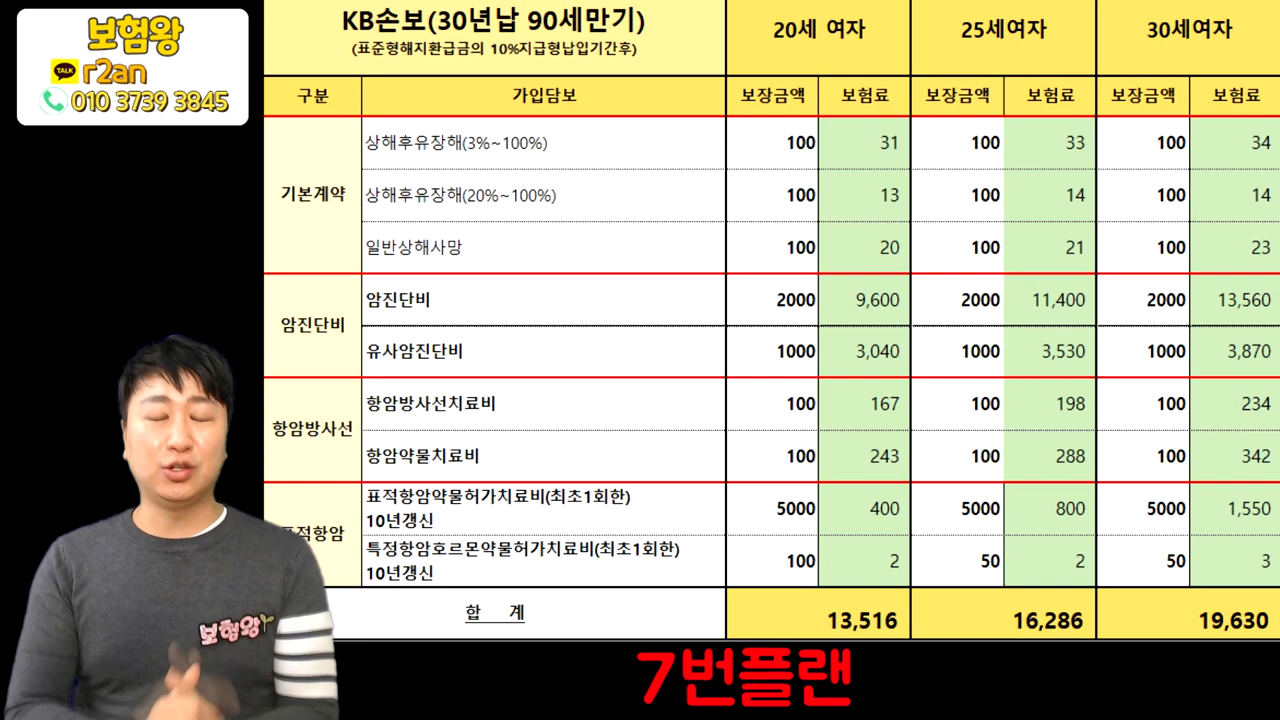 보험왕
TALK r2an
010 3739 3845
KB손보(30년납 90세만기)
(표준형해지환급금의 10%지급형납입기간후)
20세 여자
25세여자
30세여자
구분
가입담보
보장금액
보험료
보장금액
보험료
보장금액
보험료
기본계약
상해후유장해(3%~100%)
100
31
100
33
100
34
상해후유장해(20%~100%)
100
13
100
14
100
14
일반상해사망
100
20
100
21
100
23
암진단비
암진단비
2000
9,600
2000
11,400
2000
13,560
유사암진단비
1000
3,040
1000
3,530
1000
3,870
항암방사선
항암방사선치료비
100
167
100
198
100
234
항암약물치료비
100
243
100
288
100
342
표적항암
표적항암약물허가치료비(최초1회한)
10년갱신
5000
400
5000
800
5000
1,550
특정항암호르몬약물허가치료비(최초1회한)
10년갱신
100
2
50
2
50
3
합 계
13,516
16,286
19,630
보험왕
7번플랜